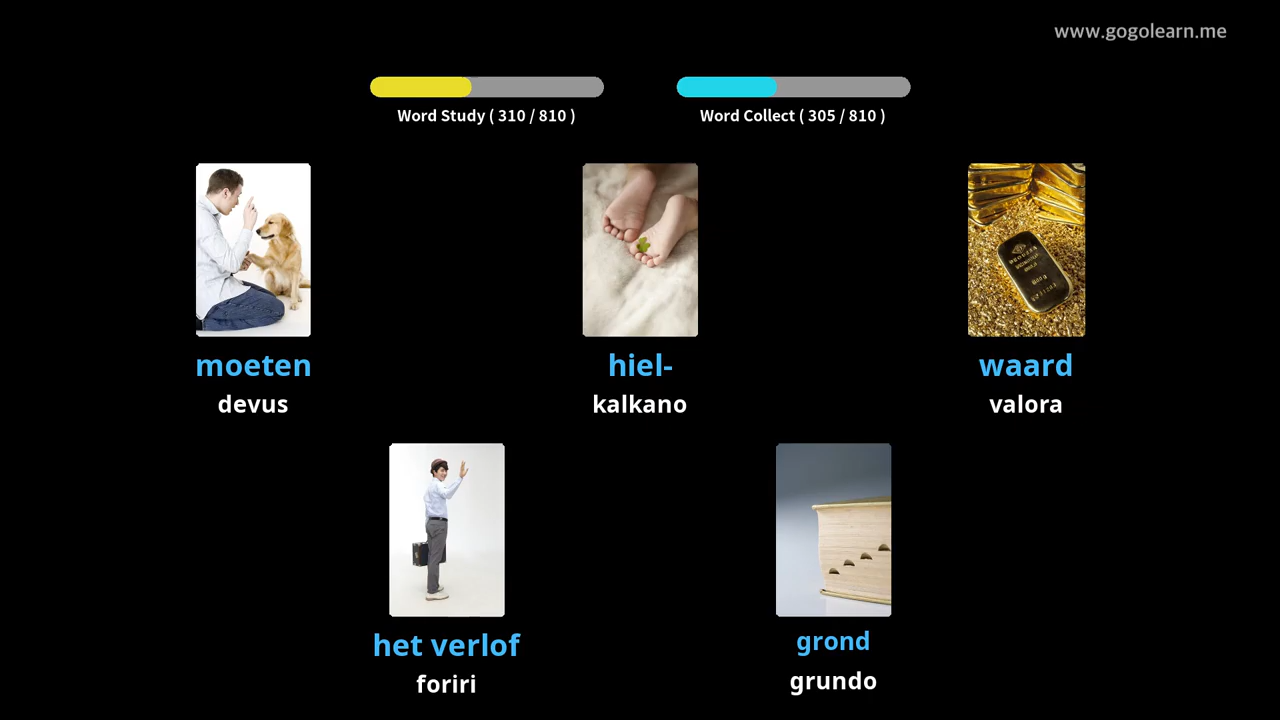 www.gogolearn.me
Word Study ( 310 / 810 )
Word Collect ( 305 / 810 )
moeten
devus
hiel-
kalkano
waard
valora
het verlof
foriri
grond
grundo